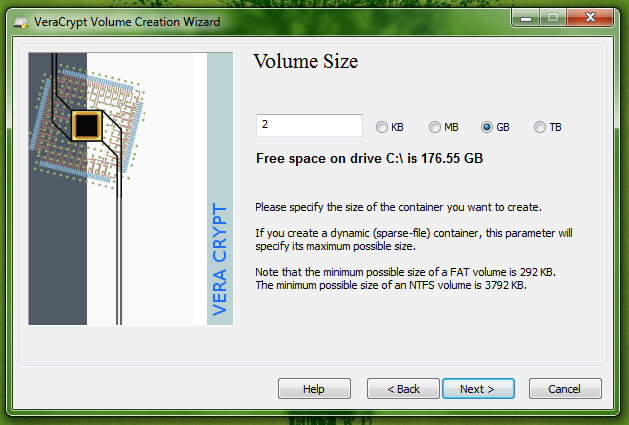 VeraCrypt Volume Creation Wizard
Volume Size
2
KB
MB
GB
TB
Free space on drive C:\ is 176.55 GB
Please specify the size of the container you want to create.
If you create a dynamic (sparse-file) container, this parameter will
specify its maximum possible size.
Note that the minimum possible size of a FAT volume is 292 KB.
The minimum possible size of an NTFS volume is 3792 KB.
VERA CRYPT
Help
< Back
Next >
Cancel